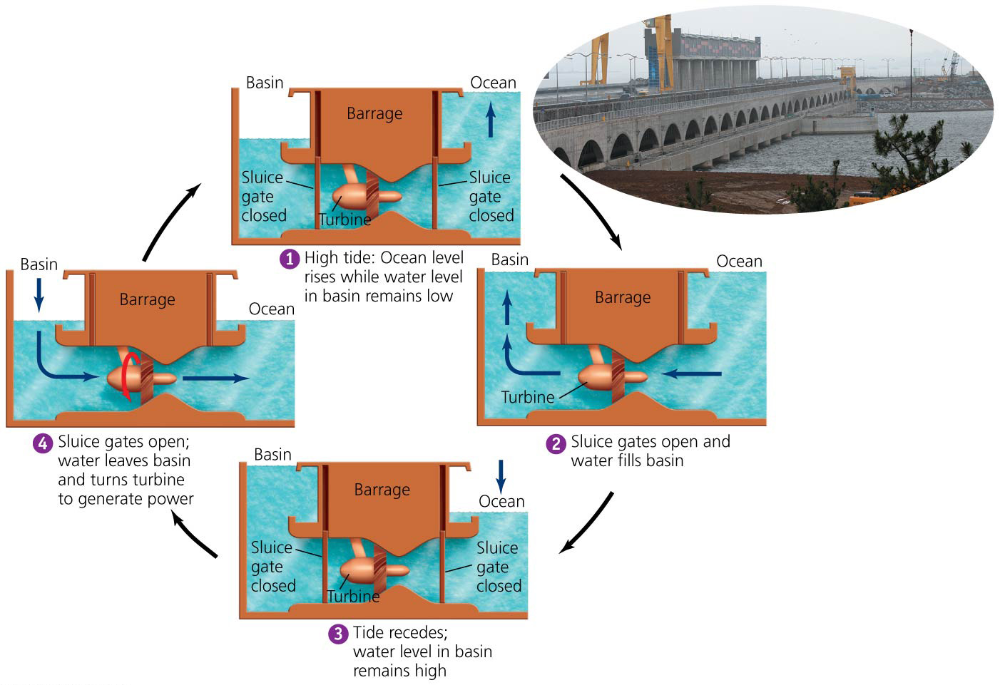 Basin
Ocean
Barrage
Sluice
gate
closed
Turbine
Sluice
gate
closed
1 High tide: Ocean level
rises while water level
in basin remains low
Basin
Ocean
Barrage
Turbine
2 Sluice gates open and
water fills basin
Basin
Barrage
Ocean
Sluice
gate
closed
Turbine
Sluice
gate
closed
3 Tide recedes;
water level in basin
remains high
Basin
Barrage
Ocean
4 Sluice gates open;
water leaves basin
and turns turbine
to generate power